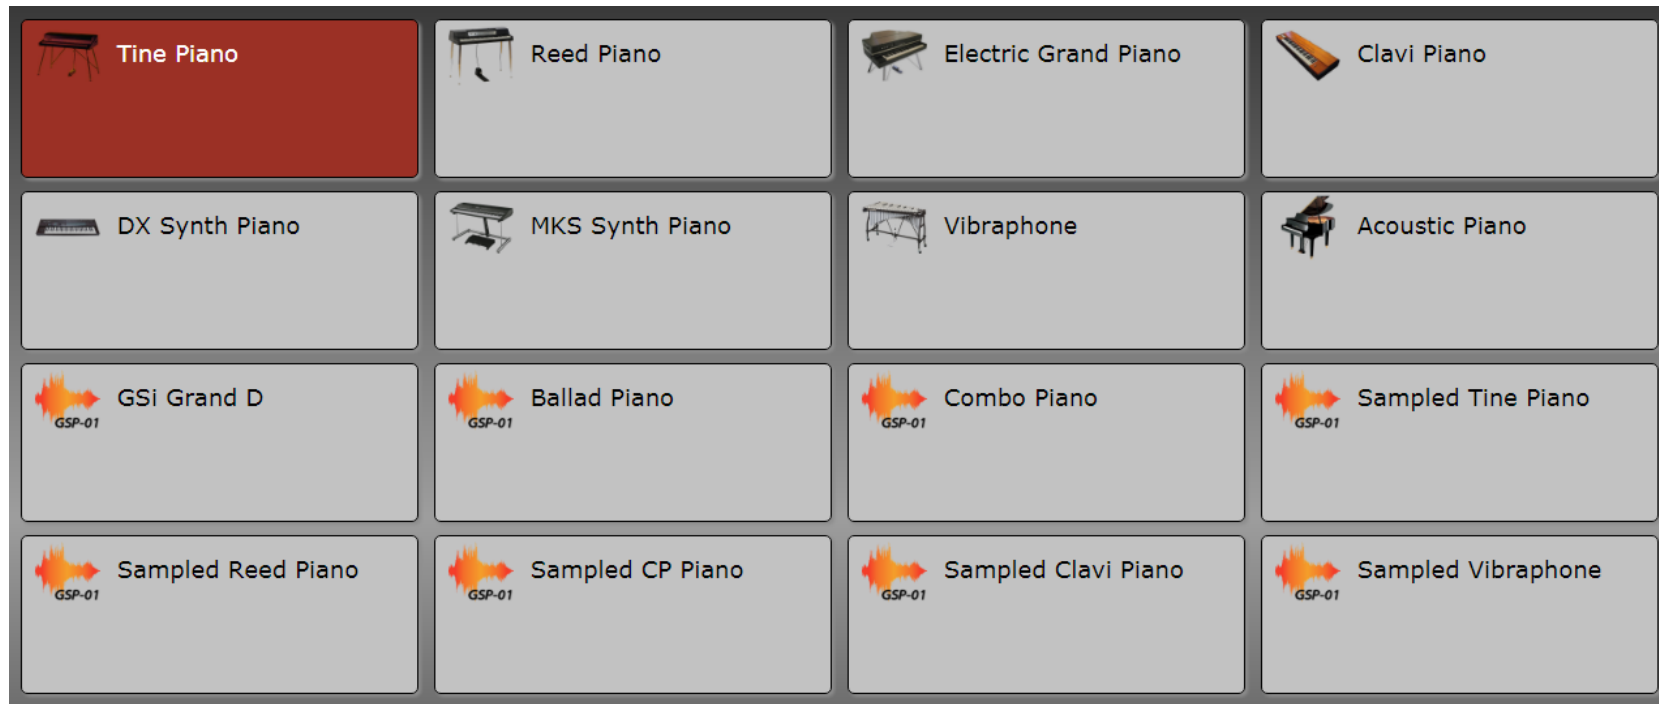 Tine Piano
Reed Piano
Electric Grand Piano
Clavi Piano
DX Synth Piano
MKS Synth Piano
Vibraphone
Acoustic Piano
GSi Grand D
GSP-01
Ballad Piano
GSP-01
Combo Piano
GSP-01
Sampled Tine Piano
GSP-01
Sampled Reed Piano
GSP-01
Sampled CP Piano
GSP-01
Sampled Clavi Piano
GSP-01
Sampled Vibraphone
GSP-01